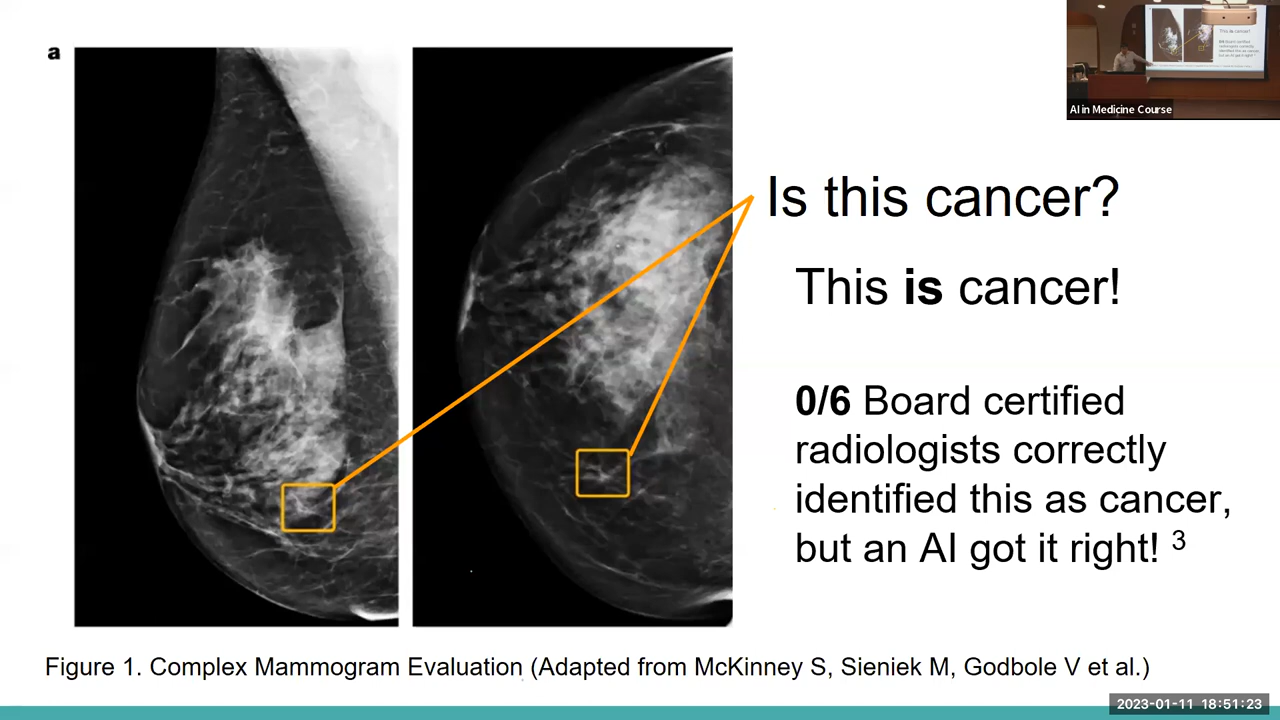 a
AI in Medicine Course
Is this cancer?
This is cancer!
0/6 Board certified
radiologists correctly
identified this as cancer,
but an AI got it right! 3
Figure 1. Complex Mammogram Evaluation (Adapted from McKinney S, Sieniek M, Godbole V et al.)
2023-01-11 18:51:23